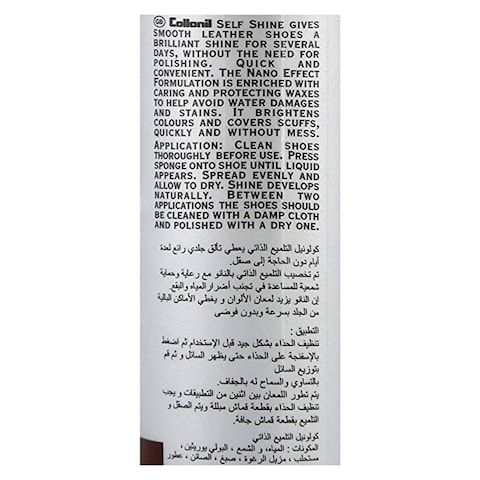 GB Collonil Self Shine gives
smooth leather shoes a
brilliant shine for several
days, without the need for
polishing. Quick and
convenient. The Nano Effect
Formulation is enriched with
caring and protecting waxes
to help avoid water damages
and stains. It brightens
colours and covers scuffs,
quickly and without mess.
Application: Clean shoes
thoroughly before use. Press
sponge onto shoe until liquid
appears. Spread evenly and
allow to dry. Shine develops
naturally. Between two
applications the shoes should
be cleaned with a damp cloth
and polished with a dry one.
كولونيل التلميع الذاتي يعطي تألق جلدي رائع لعدة
أيام دون الحاجة إلى صقل.
تم تخصيب التلميع الذاتي بالنانو مع رعاية وحماية
شمعية للمساعدة في تجنب أضرار المياه والبقع.
إن النانو يزيد لمعان الألوان و يغطي الأماكن البالية
من الجلد بسرعة وبدون فوضى
التطبيق :
تنظيف الحذاء بشكل جيد قبل الإستخدام ثم اضغط
بالإسفنجة على الحذاء حتى يظهر السائل و ثم قم
بتوزيع السائل
بالتساوي و السماح له بالجفاف.
يتم تطور اللمعان بين اثنين من التطبيقات و يجب
تنظيف الحذاء بقطعة قماش مبللة ويتم الصقل و
التلميع بقطعة قماش جافة.
كولونيل التلميع الذاتي
المكونات : المياه، و الشمع ، البولي يوريثين،
مستحلب، مزيل الرغوة ، صبغ ، الصائن ، عطور